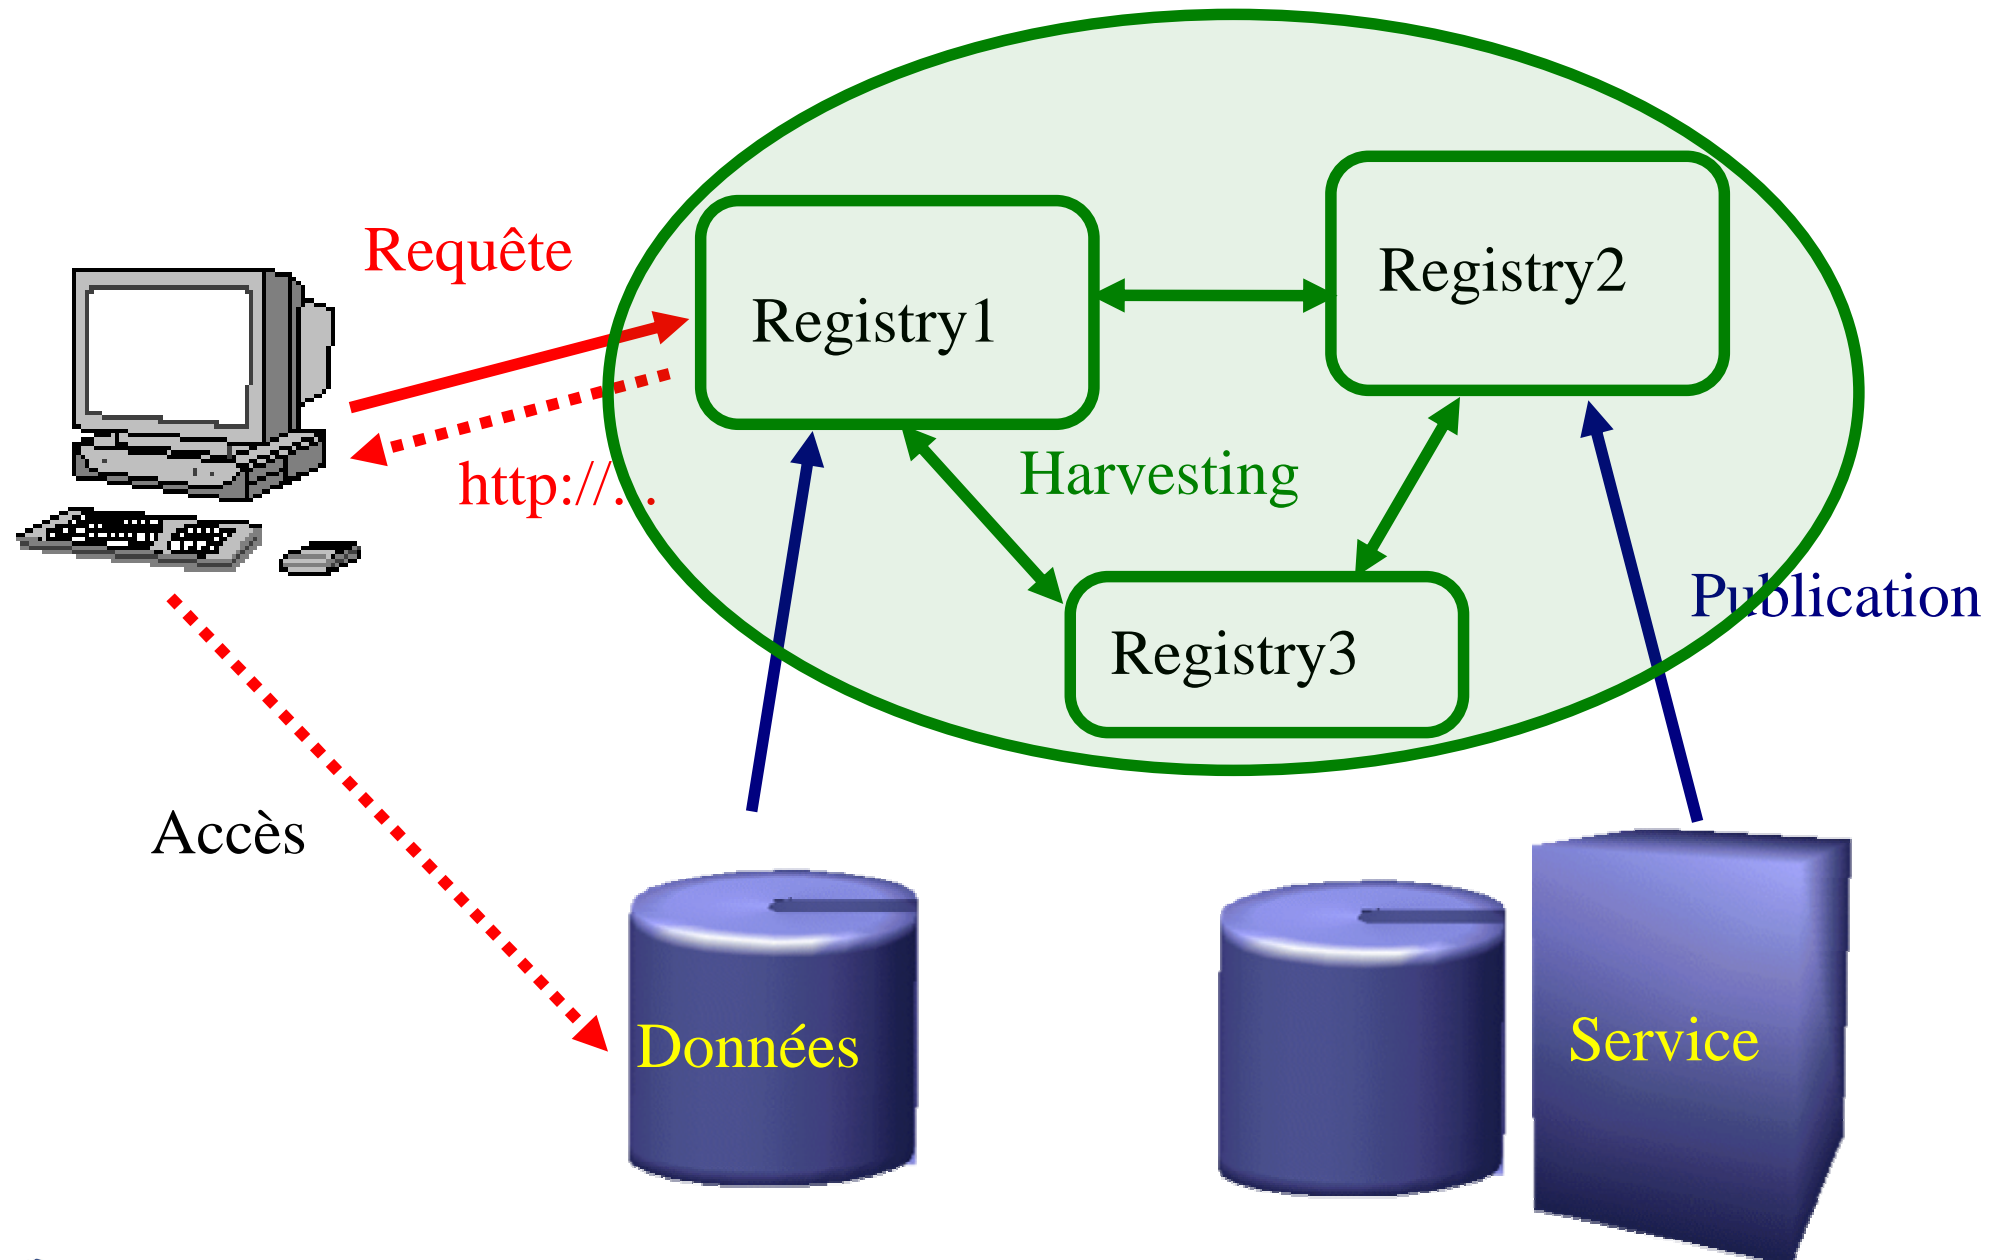 Requête
Registry1
Registry2
http://...
Harvesting
Publication
Registry3
Accès
Données
Service